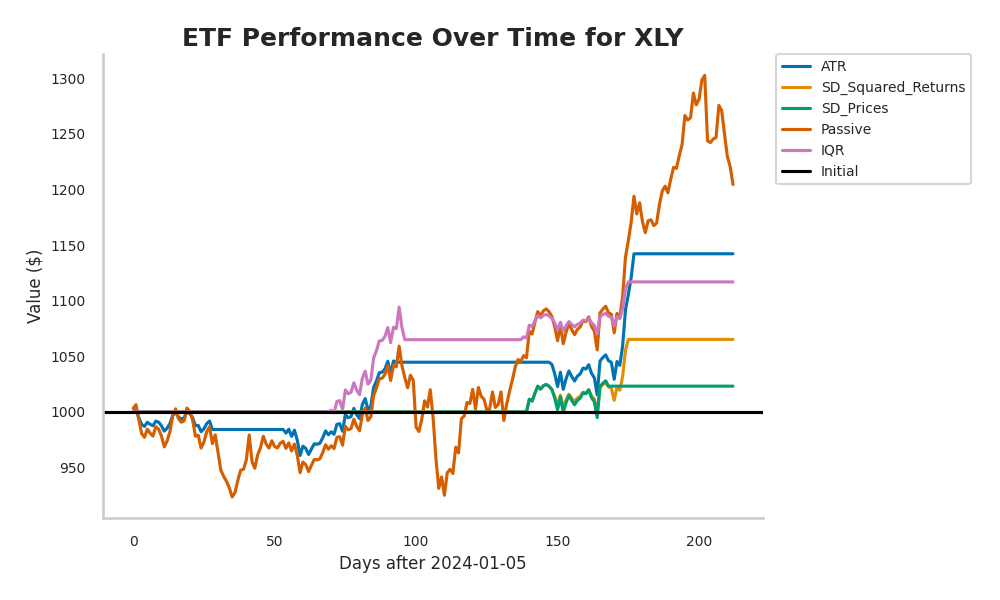 ETF Performance Over Time for XLY
1300
1250
1200
1150
1100
1050
1000
950
Value ($)
0
50
100
150
200
Days after 2024-01-05
ATR
SD_Squared_Returns
SD_Prices
Passive
IQR
Initial